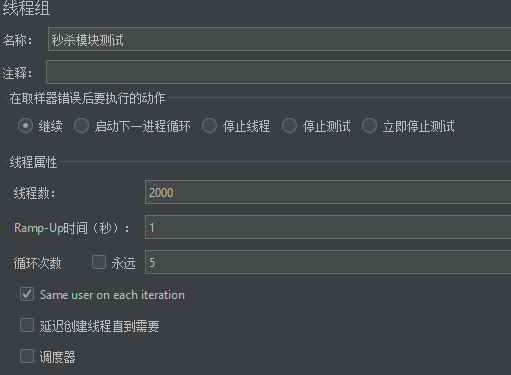 线程组
名称： 秒杀模块测试
注释：
在取样器错误后要执行的动作
继续 启动下一进程循环 停止线程 停止测试 立即停止测试
线程属性
线程数： 2000
Ramp-Up时间（秒）： 1
循环次数 永远 5
Same user on each iteration
延迟创建线程直到需要
调度器